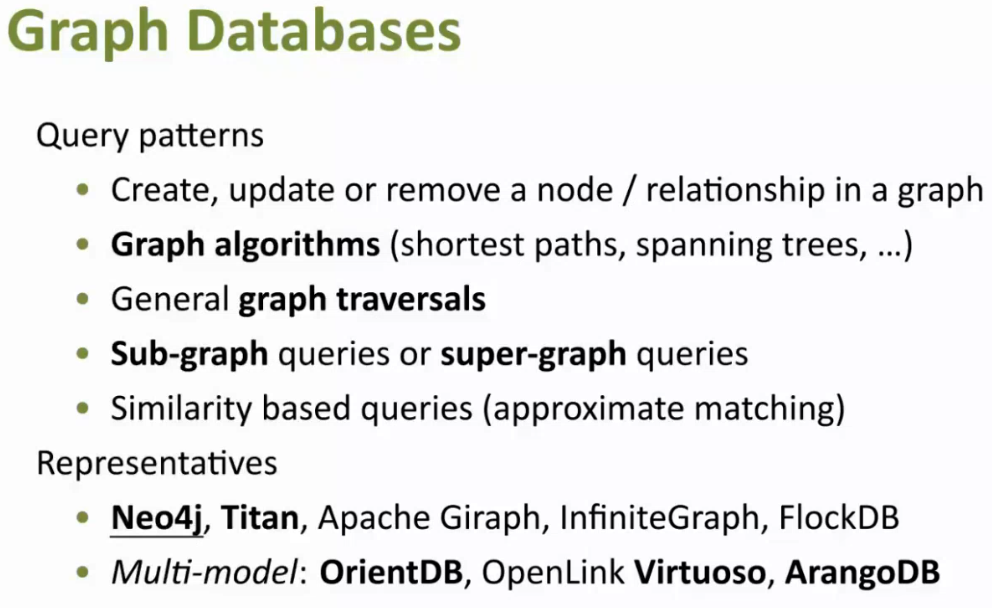 Graph Databases
Query patterns
• Create, update or remove a node / relationship in a graph
• Graph algorithms (shortest paths, spanning trees, ...)
• General graph traversals
• Sub-graph queries or super-graph queries
• Similarity based queries (approximate matching)
Representatives
• Neo4j, Titan, Apache Giraph, InfiniteGraph, FlockDB
• Multi-model: OrientDB, OpenLink Virtuoso, ArangoDB